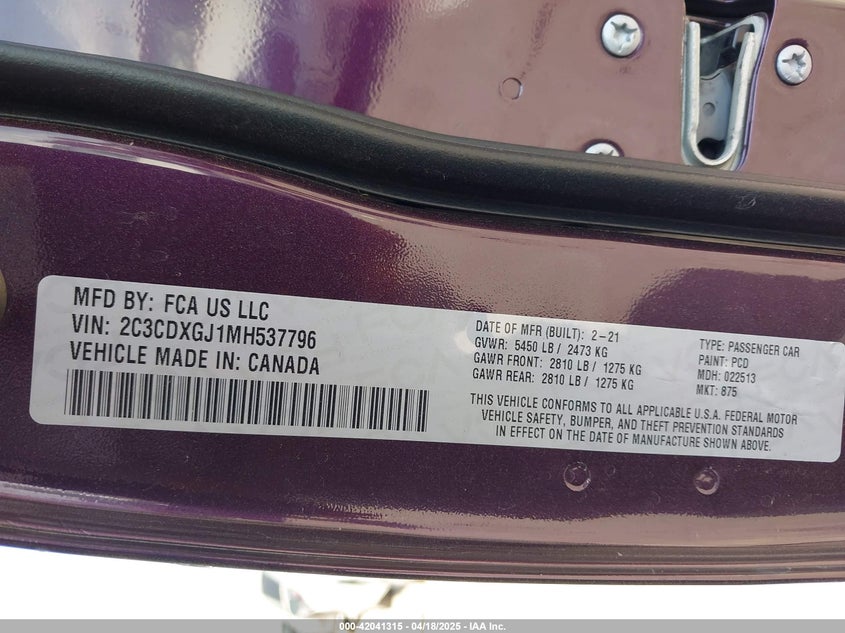 MFD BY: FCA US LLC
VIN: 2C3CDXGJ1MH537796
VEHICLE MADE IN: CANADA
DATE OF MFR (BUILT): 2-21
GVWR: 5450 LB / 2473 KG
GAWR FRONT: 2810 LB / 1275 KG
GAWR REAR: 2810 LB / 1275 KG
TYPE: PASSENGER CAR
PAINT: PCD
MDH: 022513
MKT: 875
THIS VEHICLE CONFORMS TO ALL APPLICABLE U.S.A. FEDERAL MOTOR
VEHICLE SAFETY, BUMPER, AND THEFT PREVENTION STANDARDS
IN EFFECT ON THE DATE OF MANUFACTURE SHOWN ABOVE.
000-42041315 - 04/18/2025 - IAA Inc.